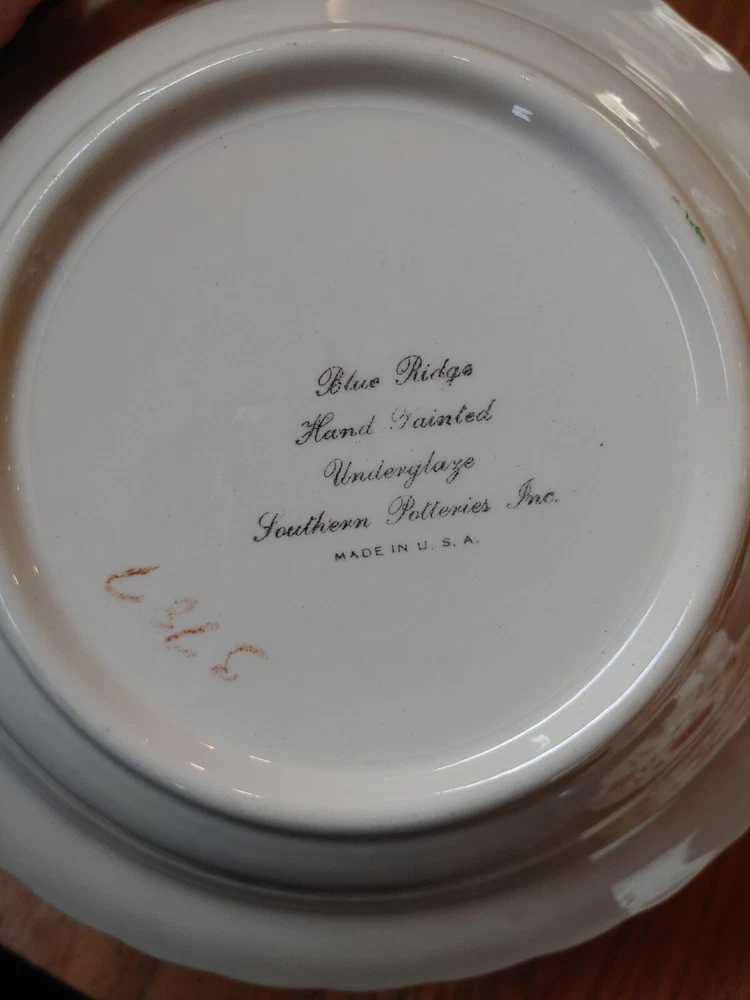 Blue Ridge
Hand Painted
Underglaze
Southern Potteries Inc.
MADE IN U. S. A.